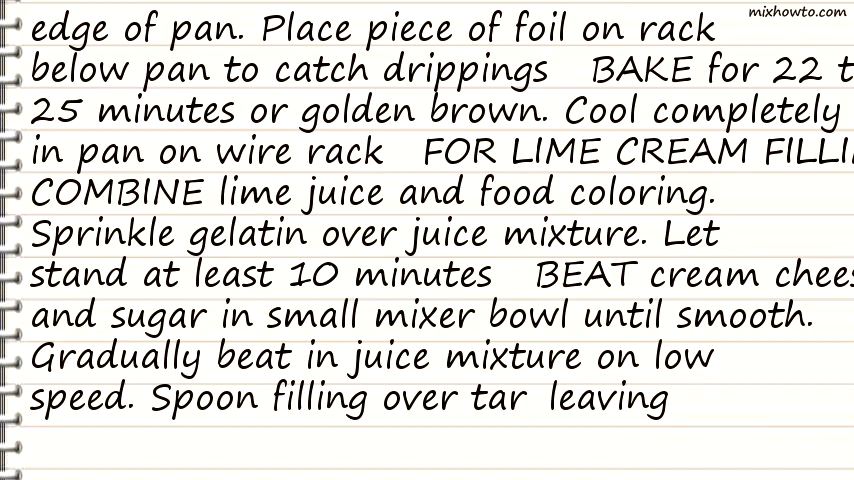 mixhowto.com
edge of pan. Place piece of foil on rack
below pan to catch drippings BAKE for 22 t
25 minutes or golden brown. Cool completely
in pan on wire rack FOR LIME CREAM FILLI
COMBINE lime juice and food coloring.
Sprinkle gelatin over juice mixture. Let
stand at least 10 minutes BEAT cream chees
and sugar in small mixer bowl until smooth.
Gradually beat in juice mixture on low
speed. Spoon filling over tar leaving